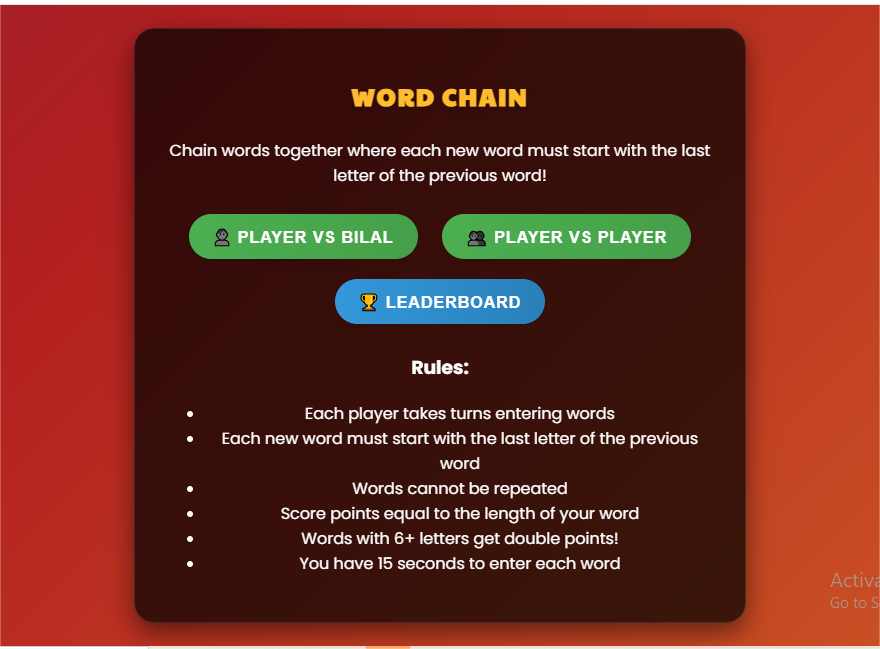 WORD CHAIN
Chain words together where each new word must start with the last
letter of the previous word!
PLAYER VS BILAL
PLAYER VS PLAYER
LEADERBOARD
Rules:
Each player takes turns entering words
Each new word must start with the last letter of the previous
word
Words cannot be repeated
Score points equal to the length of your word
Words with 6+ letters get double points!
You have 15 seconds to enter each word
Go to